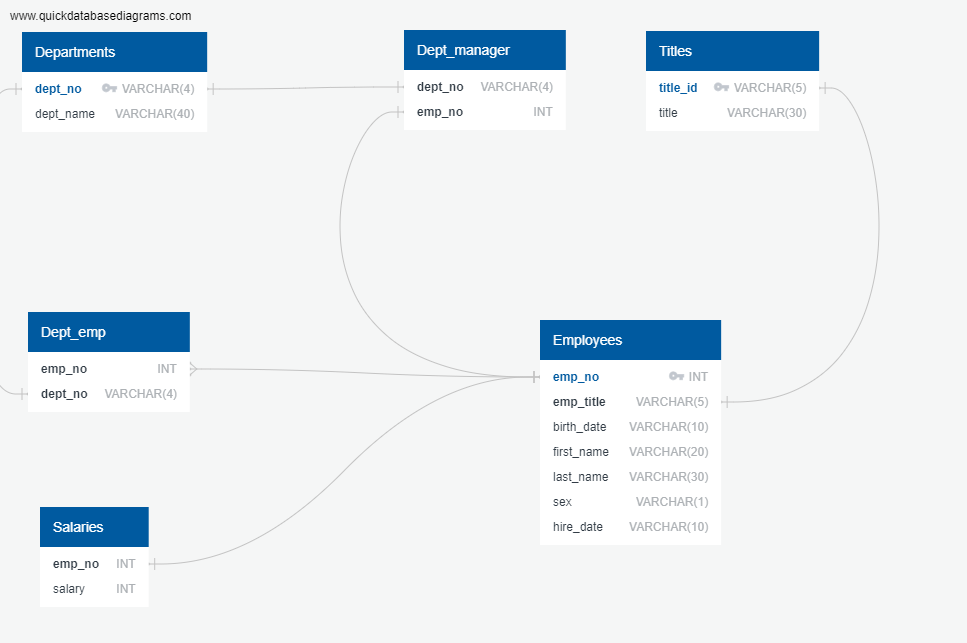 www.quickdatabasediagrams.com
Departments
dept_no VARCHAR(4)
dept_name VARCHAR(40)
Dept_manager
dept_no VARCHAR(4)
emp_no INT
Titles
title_id VARCHAR(5)
title VARCHAR(30)
Dept_emp
emp_no INT
dept_no VARCHAR(4)
Employees
emp_no INT
emp_title VARCHAR(5)
birth_date VARCHAR(10)
first_name VARCHAR(20)
last_name VARCHAR(30)
sex VARCHAR(1)
hire_date VARCHAR(10)
Salaries
emp_no INT
salary INT